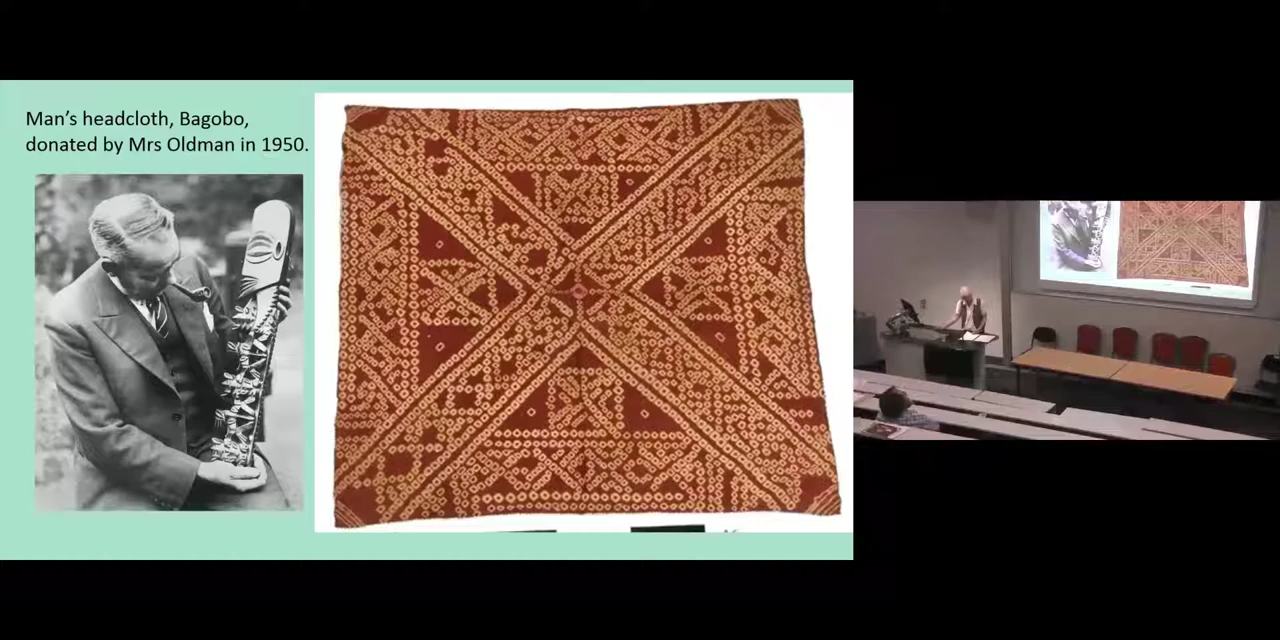 Man’s headcloth, Bagobo,
donated by Mrs Oldman in 1950.